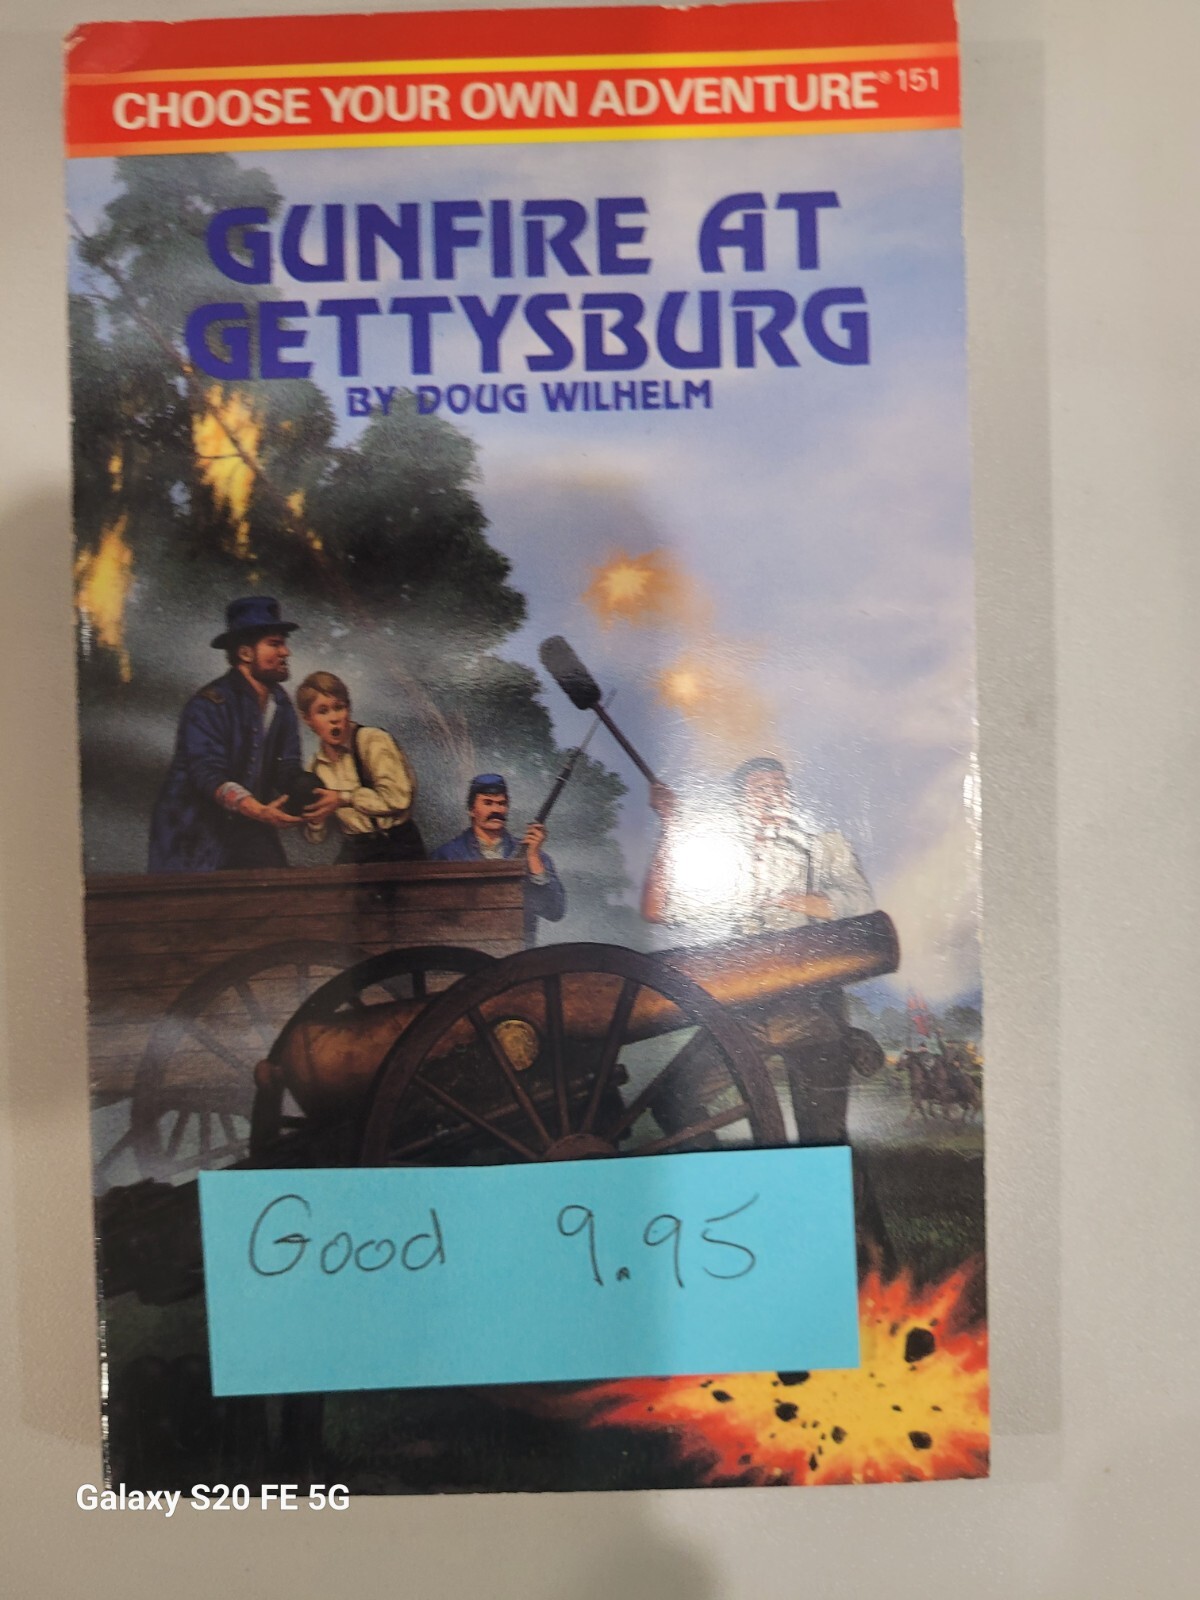 CHOOSE YOUR OWN ADVENTURE® 151
GUNFIRE AT
GETTYSBURG
BY DOUG WILHELM
Good 9.95
Galaxy S20 FE 5G